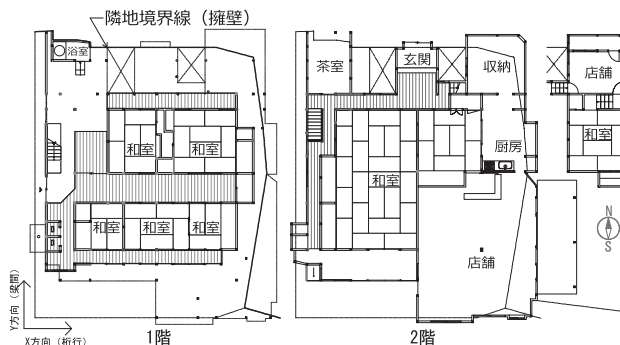 隣地境界線（擁壁）
浴室
和室
和室
和室
和室
和室
Y方向（梁間）
X方向（桁行）
1階
茶室
玄関
収納
店舗
和室
厨房
和室
店舗
N
S
2階